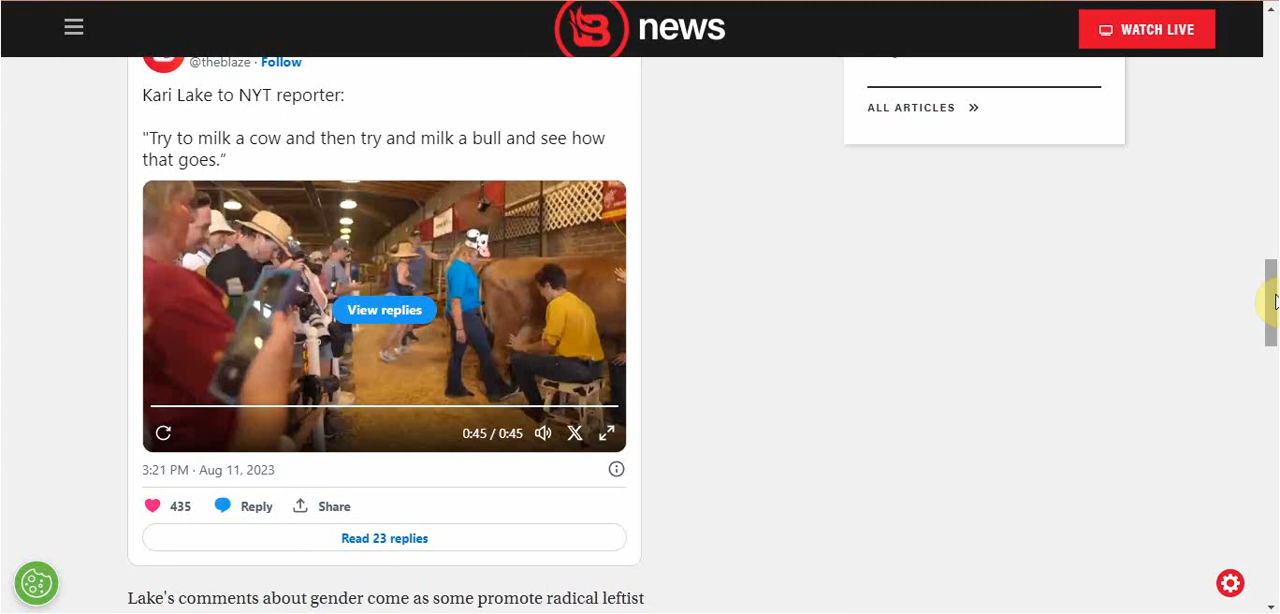 news
WATCH LIVE
@theblaze · Follow
Kari Lake to NYT reporter:
"Try to milk a cow and then try and milk a bull and see how
that goes.”
View replies
0:45 / 0:45
3:21 PM · Aug 11, 2023
435 Reply Share
Read 23 replies
Lake's comments about gender come as some promote radical leftist
ALL ARTICLES »